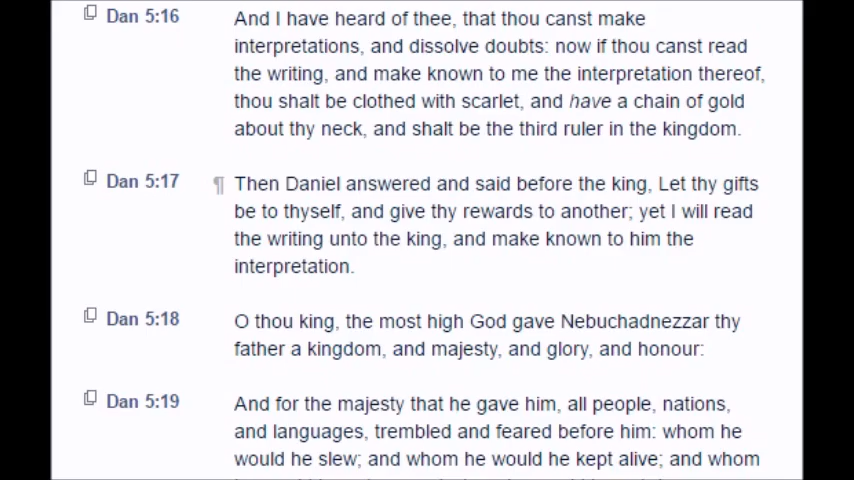 Dan 5:16 And I have heard of thee, that thou canst make
interpretations, and dissolve doubts: now if thou canst read
the writing, and make known to me the interpretation thereof,
thou shalt be clothed with scarlet, and have a chain of gold
about thy neck, and shalt be the third ruler in the kingdom.
Dan 5:17 ¶ Then Daniel answered and said before the king, Let thy gifts
be to thyself, and give thy rewards to another; yet I will read
the writing unto the king, and make known to him the
interpretation.
Dan 5:18 O thou king, the most high God gave Nebuchadnezzar thy
father a kingdom, and majesty, and glory, and honour:
Dan 5:19 And for the majesty that he gave him, all people, nations,
and languages, trembled and feared before him: whom he
would he slew; and whom he would he kept alive; and whom